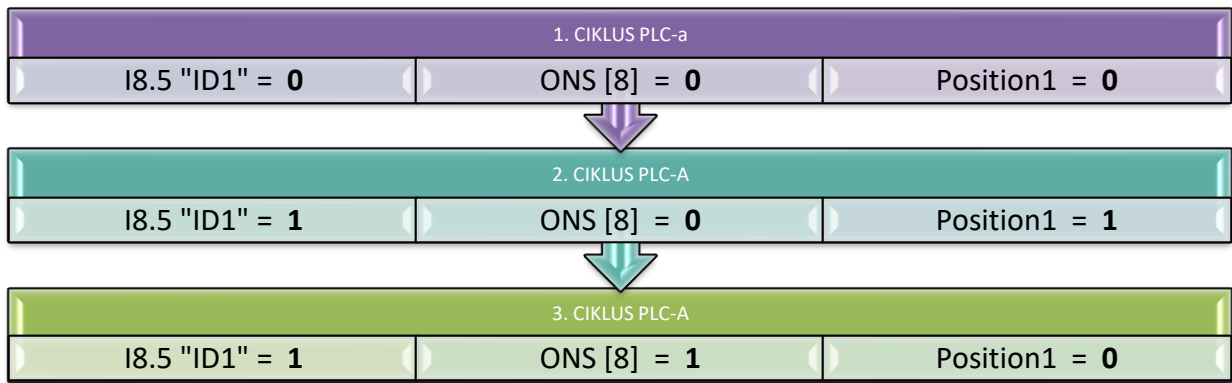 1. CIKLUS PLC-a
I8.5 "ID1" = 0 ONS [8] = 0 Position1 = 0
2. CIKLUS PLC-A
I8.5 "ID1" = 1 ONS [8] = 0 Position1 = 1
3. CIKLUS PLC-A
I8.5 "ID1" = 1 ONS [8] = 1 Position1 = 0